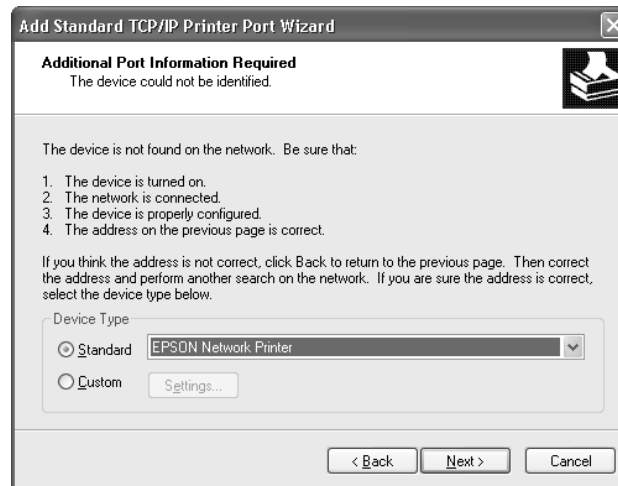 Add Standard TCP/IP Printer Port Wizard
Additional Port Information Required
The device could not be identified.
The device is not found on the network.  Be sure that:
1.  The device is turned on.
2.  The network is connected.
3.  The device is properly configured.
4.  The address on the previous page is correct.
If you think the address is not correct, click Back to return to the previous page.  Then correct
the address and perform another search on the network.  If you are sure the address is correct,
select the device type below.
Device Type
Standard EPSON Network Printer
Custom Settings...
< Back Next > Cancel